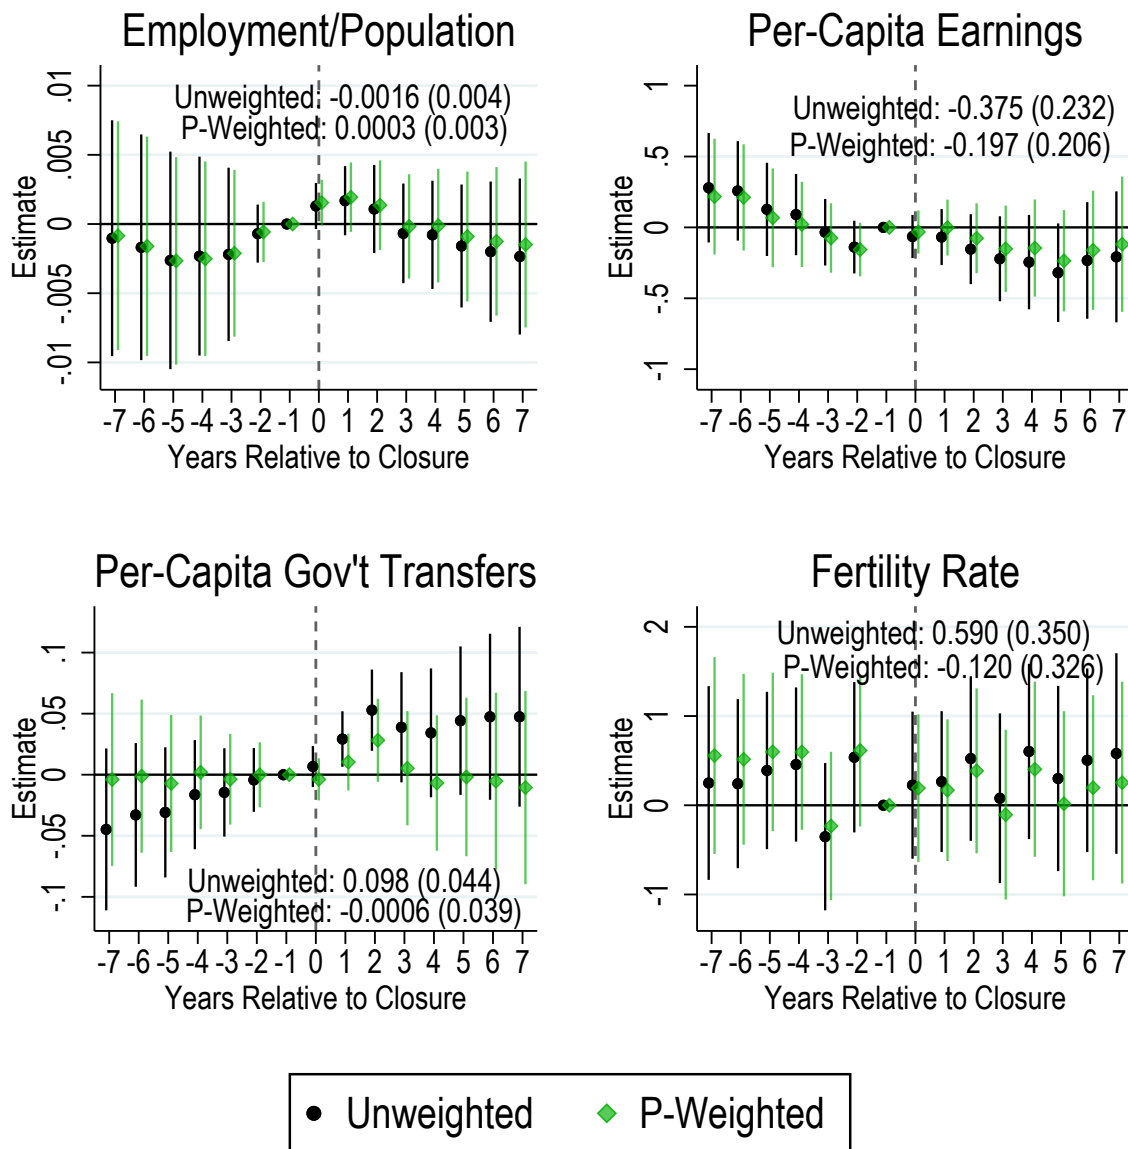 Employment/Population
Unweighted: -0.0016 (0.004)
P-Weighted: 0.0003 (0.003)
Estimate
.01
.005
0
-.005
-.01
-7 -6 -5 -4 -3 -2 -1 0 1 2 3 4 5 6 7
Years Relative to Closure
Per-Capita Earnings
Unweighted: -0.375 (0.232)
P-Weighted: -0.197 (0.206)
Estimate
1
.5
0
-.5
-1
-7 -6 -5 -4 -3 -2 -1 0 1 2 3 4 5 6 7
Years Relative to Closure
Per-Capita Gov't Transfers
Estimate
.1
.05
0
-.05
-.1
Unweighted: 0.098 (0.044)
P-Weighted: -0.0006 (0.039)
-7 -6 -5 -4 -3 -2 -1 0 1 2 3 4 5 6 7
Years Relative to Closure
Fertility Rate
Unweighted: 0.590 (0.350)
P-Weighted: -0.120 (0.326)
Estimate
2
1
0
-1
-7 -6 -5 -4 -3 -2 -1 0 1 2 3 4 5 6 7
Years Relative to Closure
Unweighted P-Weighted